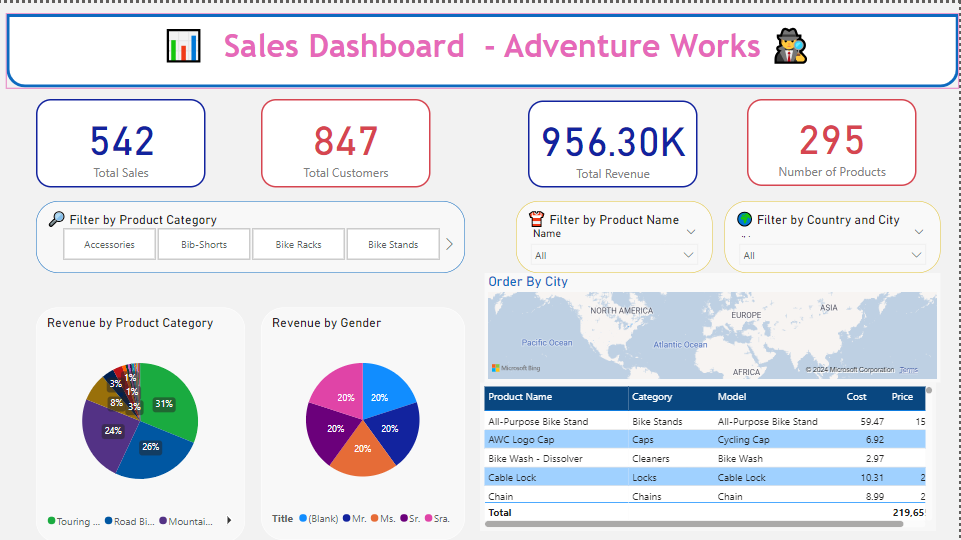 Sales Dashboard - Adventure Works
542
Total Sales
847
Total Customers
956.30K
Total Revenue
295
Number of Products
Filter by Product Category
Accessories
Bib-Shorts
Bike Racks
Bike Stands
Filter by Product Name
Name
All
Filter by Country and City
All
Order By City
NORTH AMERICA
EUROPE
ASIA
Pacific Ocean
Atlantic Ocean
AFRICA
Microsoft Bing
© 2024 Microsoft Corporation Terms
Revenue by Product Category
31%
26%
24%
8%
3%
1%
1%
3%
Touring ... Road Bi... Mountai...
Revenue by Gender
20% 20%
20% 20%
20%
Title (Blank) Mr. Ms. Sr. Sra.
Product Name Category Model Cost Price
All-Purpose Bike Stand Bike Stands All-Purpose Bike Stand 59.47 15
AWC Logo Cap Caps Cycling Cap 6.92
Bike Wash - Dissolver Cleaners Bike Wash 2.97
Cable Lock Locks Cable Lock 10.31 2
Chain Chains Chain 8.99 2
Total 219,65